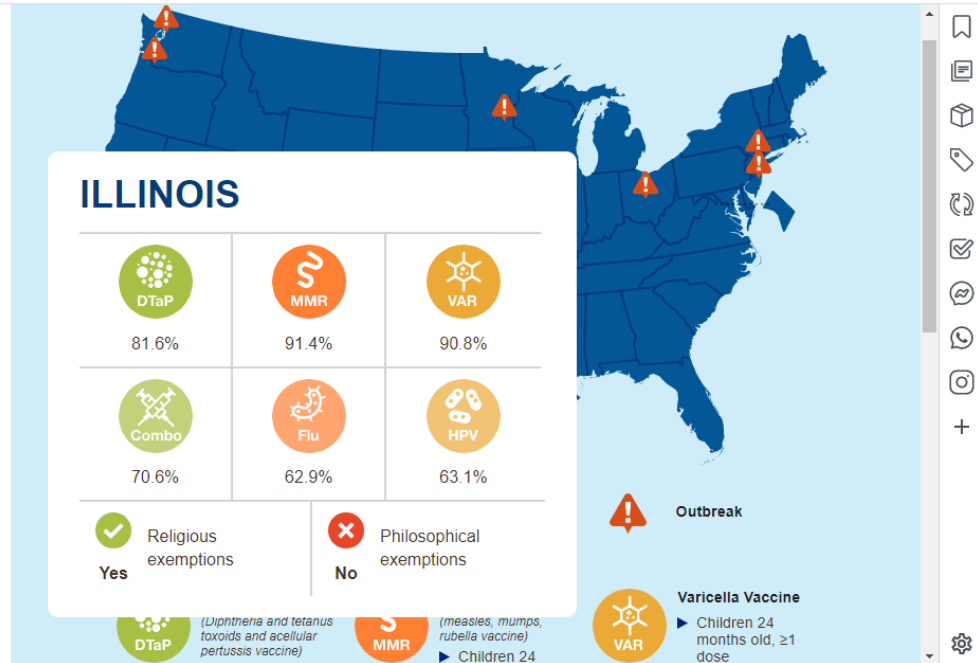 ILLINOIS
DTaP
MMR
VAR
81.6%
91.4%
90.8%
Combo
Flu
HPV
70.6%
62.9%
63.1%
Religious
exemptions
Yes
Philosophical
exemptions
No
Outbreak
DTaP
(Diphtheria and tetanus
toxoids and acellular
pertussis vaccine)
MMR
(measles, mumps,
rubella vaccine)
Children 24
VAR
Varicella Vaccine
Children 24
months old, ≥1
dose